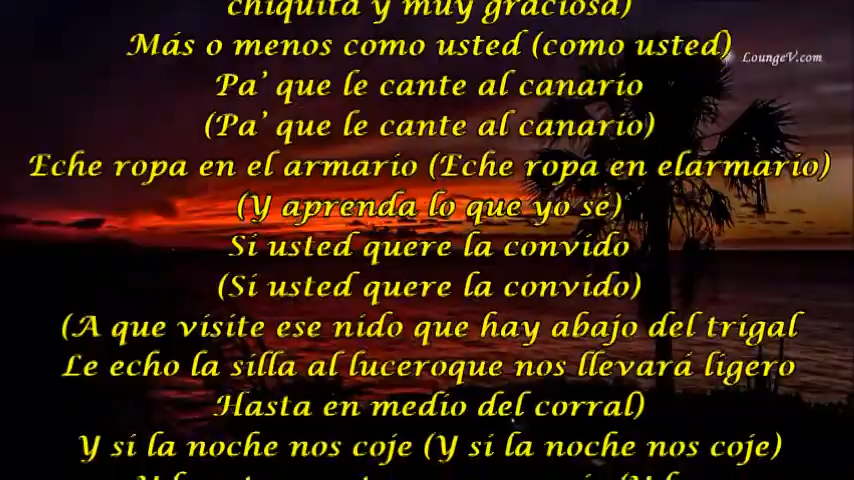 chiquita y muy graciosa)
Más o menos como usted (como usted)
LoungeV.com
Pa' que le cante al canario
(Pa' que le cante al canario)
Eche ropa en el armario (Eche ropa en elarmario)
(Y aprenda lo que yo sé)
Si usted quere la convido
(Si usted quere la convido)
(A que visite ese nido que hay abajo del trigal
Le echo la silla al luceroque nos llevará ligero
Hasta en medio del corral)
Y si la noche nos coje (Y si la noche nos coje)